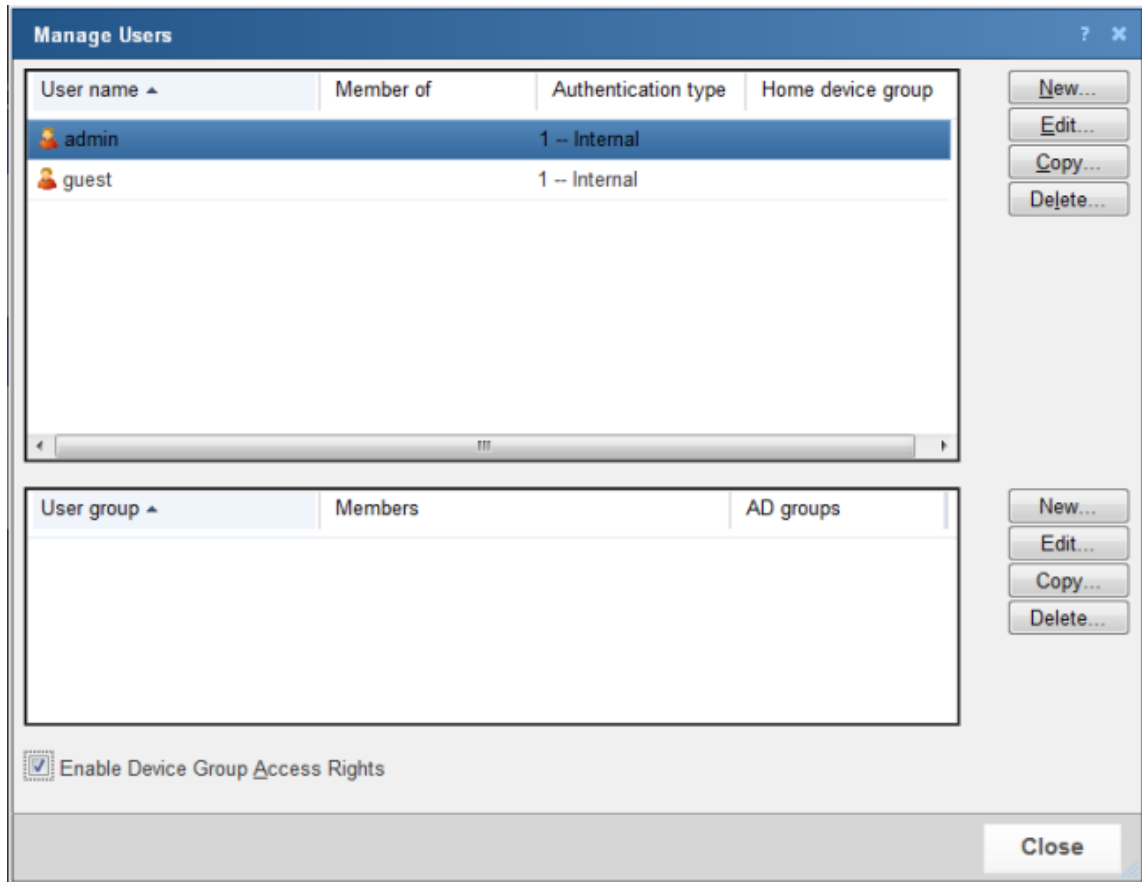 Manage Users ? ×
User name Member of Authentication type Home device group
admin 1 -- Internal
guest 1 -- Internal
New...
Edit...
Copy...
Delete...
User group Members AD groups
New...
Edit...
Copy...
Delete...
Enable Device Group Access Rights
Close